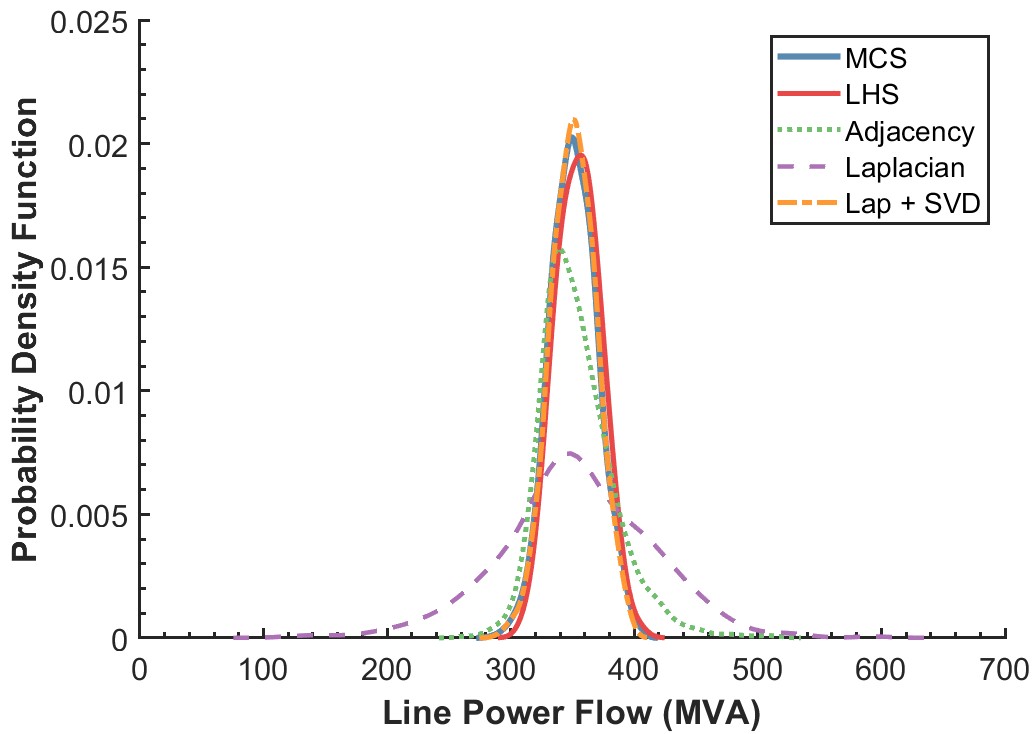 Probability Density Function
0.025
0.02
0.015
0.01
0.005
0
0 100 200 300 400 500 600 700
Line Power Flow (MVA)
MCS
LHS
Adjacency
Laplacian
Lap + SVD